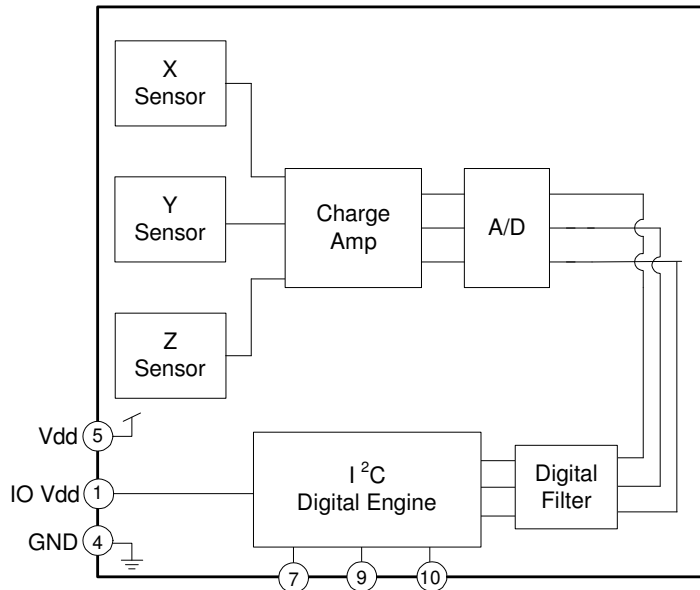 X
Sensor
Y
Sensor
Z
Sensor
Charge
Amp
A/D
Vdd 5
IO Vdd 1
GND 4
I ²C
Digital Engine
Digital
Filter
7
9
10